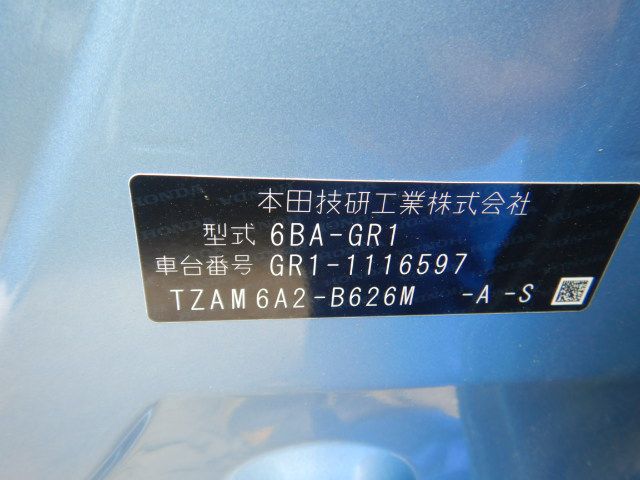 本田技研工業株式会社
型式 6BA-GR1
車台番号 GR1-1116597
TZAM6A2-B626M -A -S